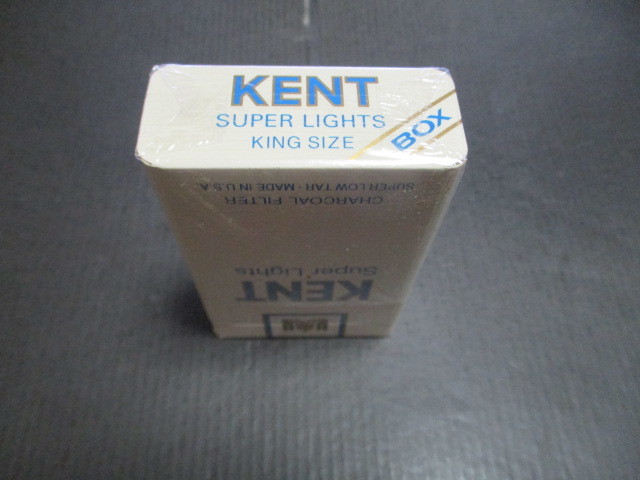 KENT
SUPER LIGHTS
KING SIZE
BOX
SUPER LOW TAR · MADE IN U.S.A
CHARCOAL FILTER
Super Lights
KENT